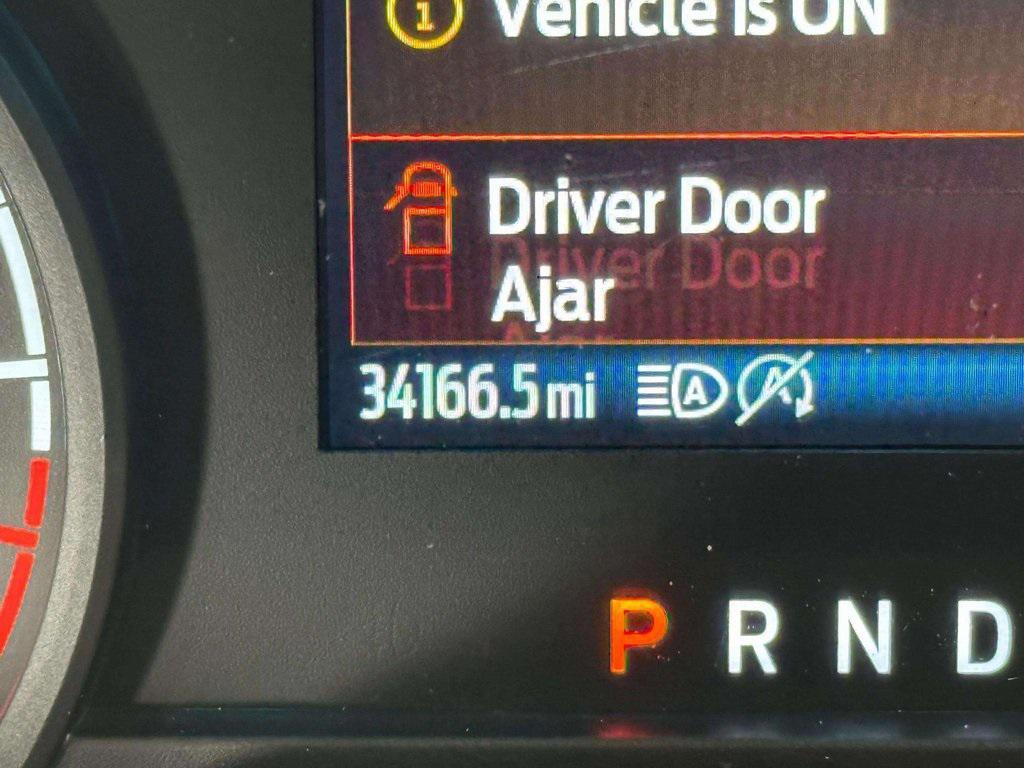 Vehicle is ON
Driver Door
Ajar
34166.5 mi
P R N D